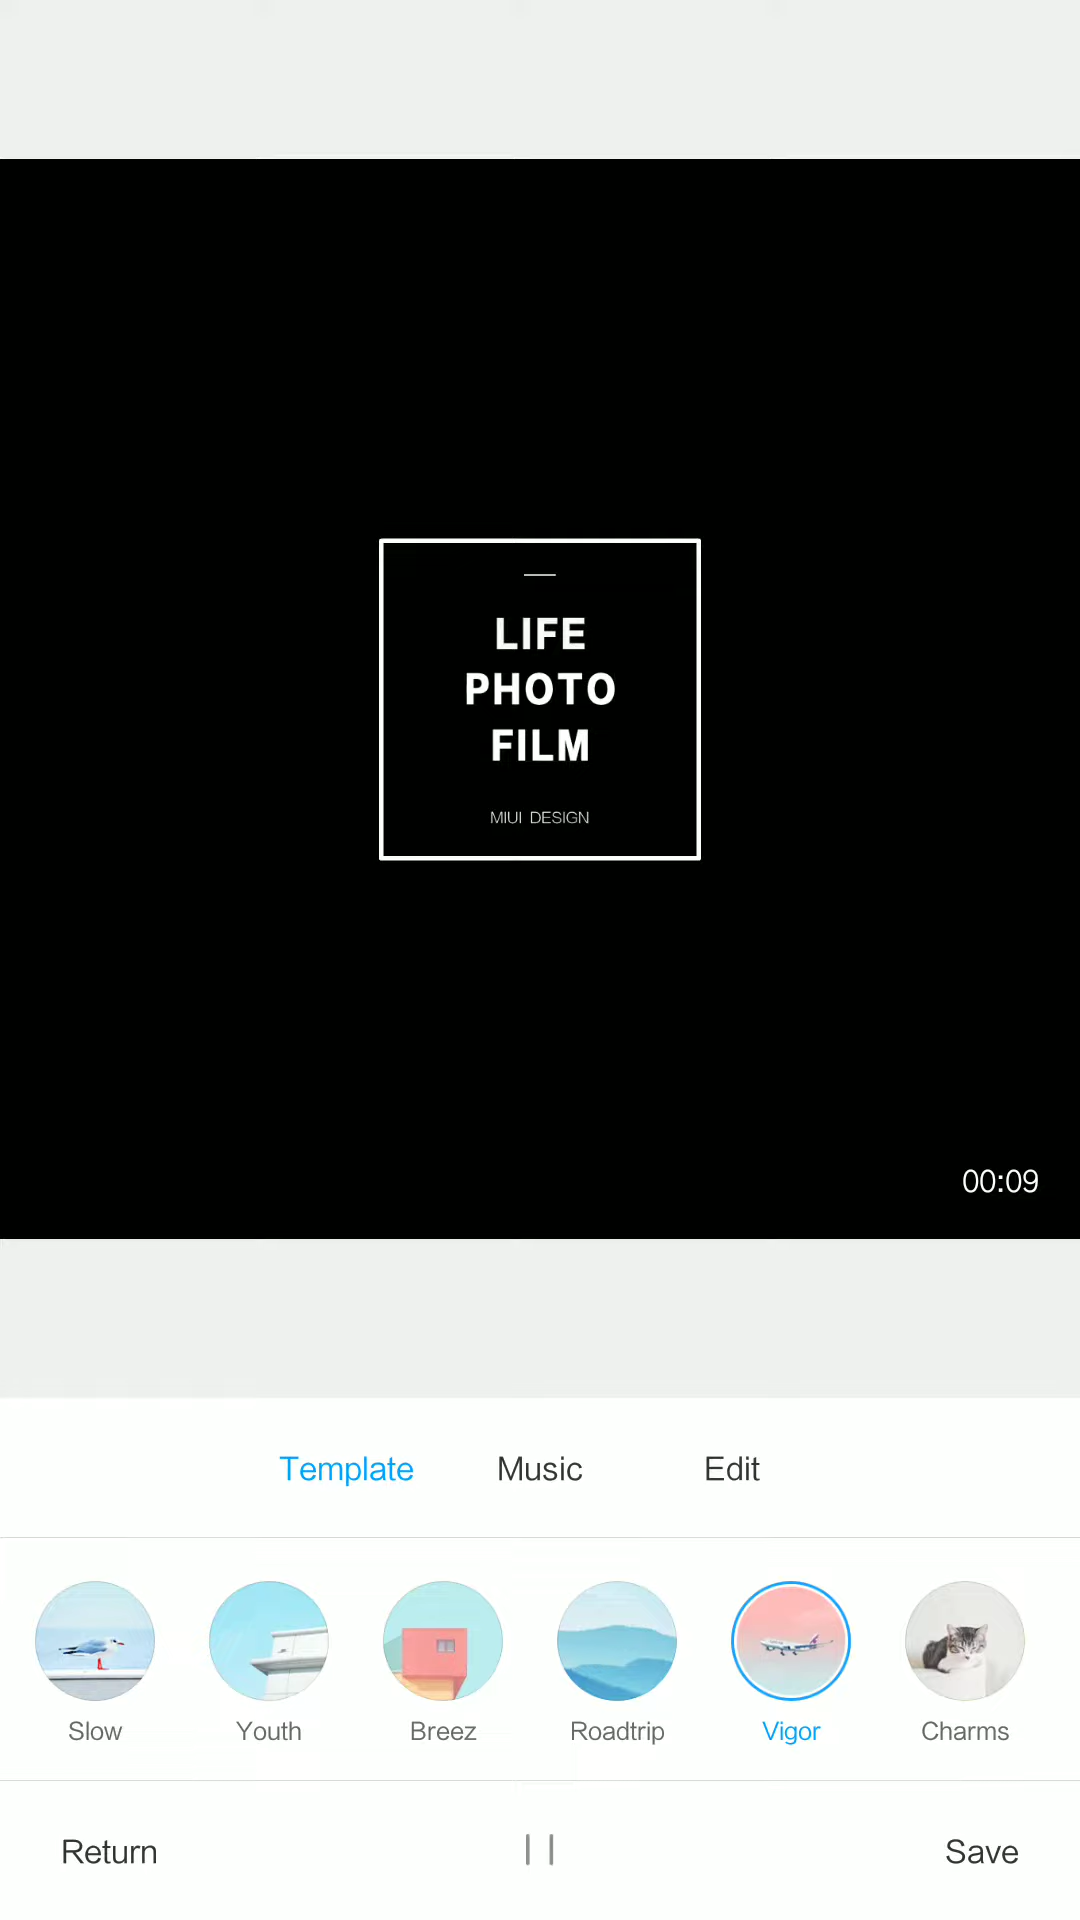 LIFE
PHOTO
FILM
MIUI DESIGN
00:09
Template Music Edit
Slow Youth Breez Roadtrip Vigor Charms
Return Save